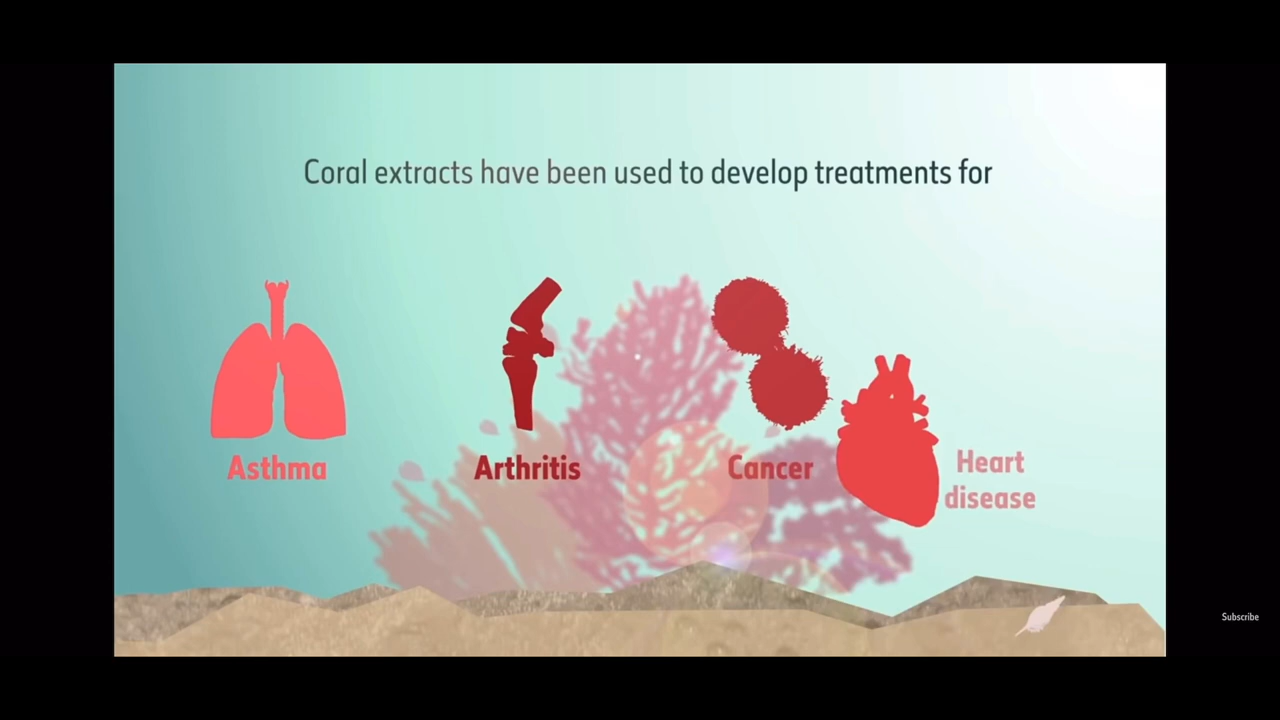 Coral extracts have been used to develop treatments for
Asthma
Arthritis
Cancer
Heart
disease
Subscribe